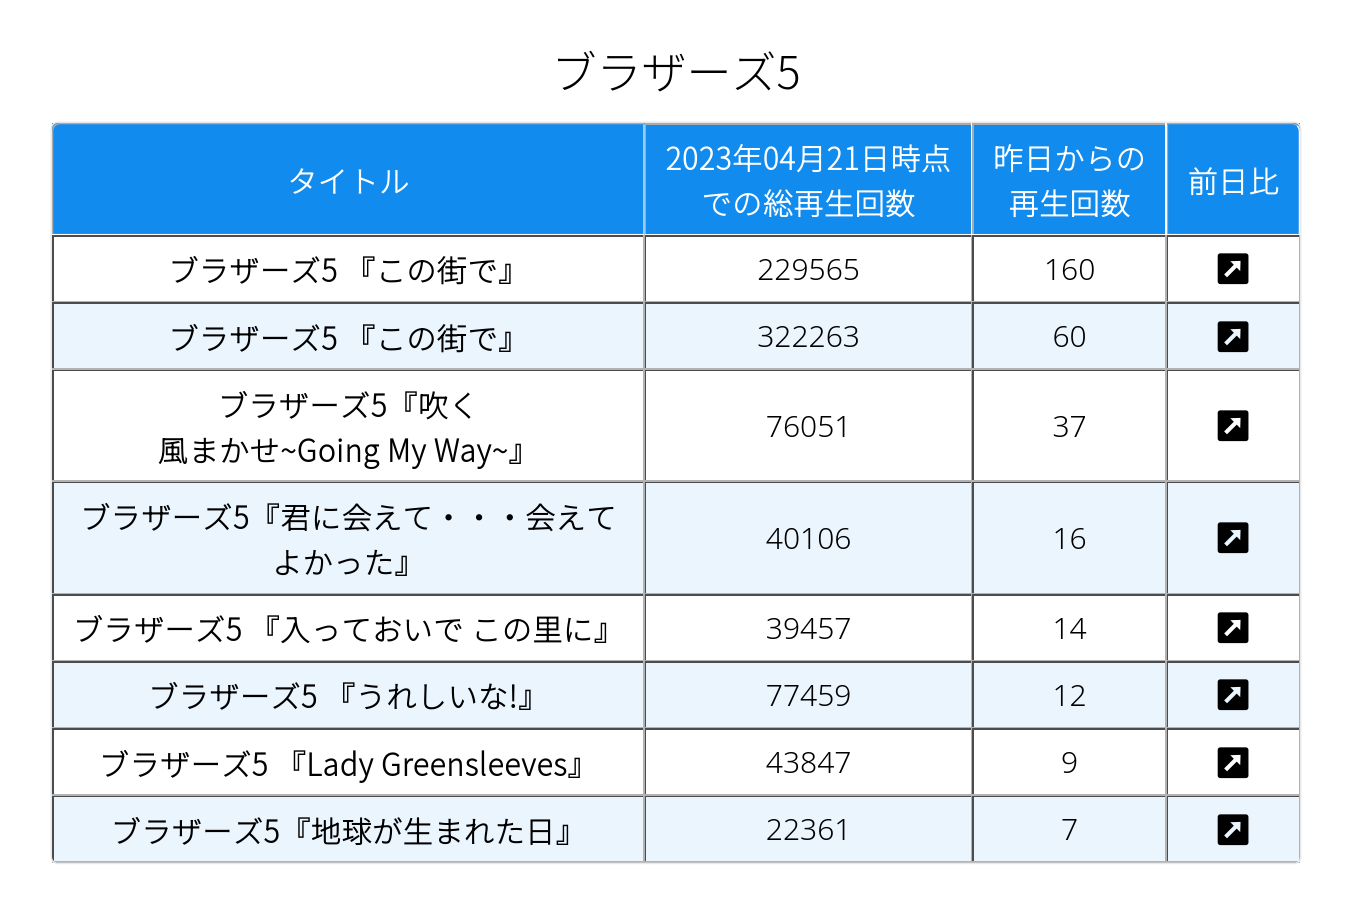 ブラザーズ5
タイトル
2023年04月21日時点
での総再生回数
昨日からの
再生回数
前日比
ブラザーズ5 『この街で』
229565
160
ブラザーズ5 『この街で』
322263
60
ブラザーズ5『吹く
風まかせ~Going My Way~』
76051
37
ブラザーズ5『君に会えて・・・会えて
よかった』
40106
16
ブラザーズ5 『入っておいで この里に』
39457
14
ブラザーズ5 『うれしいな!』
77459
12
ブラザーズ5 『Lady Greensleeves』
43847
9
ブラザーズ5『地球が生まれた日』
22361
7